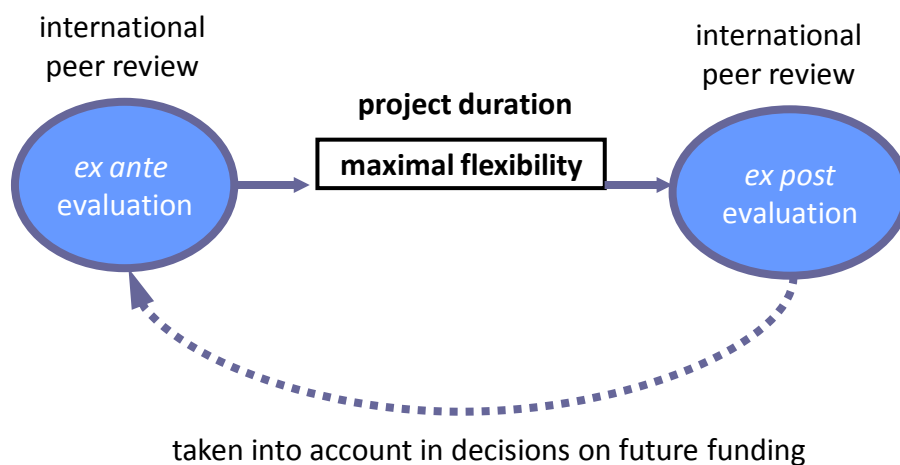 international
peer review
international
peer review
project duration
maximal flexibility
ex ante
evaluation
ex post
evaluation
taken into account in decisions on future funding